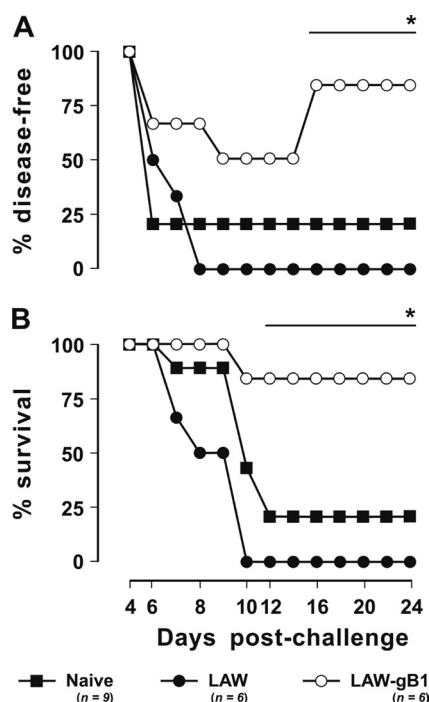 A
*
% disease-free
100
75
50
25
0
B
*
% survival
100
75
50
25
0
4 6 8 10 12 16 20 24
Days post-challenge
Naive LAW LAW-gB1
(n = 9) (n = 6) (n = 6)